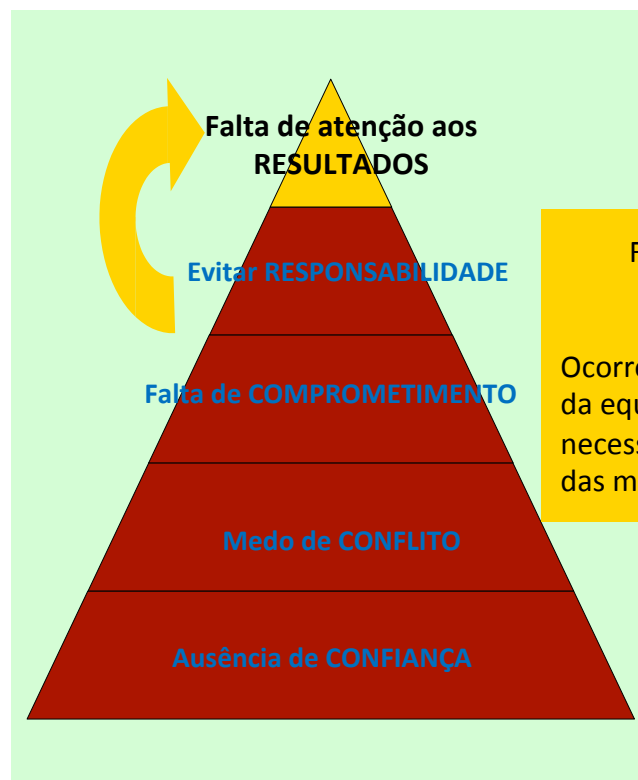 Falta de atenção aos
RESULTADOS
Evitar RESPONSABILIDADE
Falta de COMPROMETIMENTO
Medo de CONFLITO
Ausência de CONFIANÇA
F
Ocorre
da equ
necess
das m